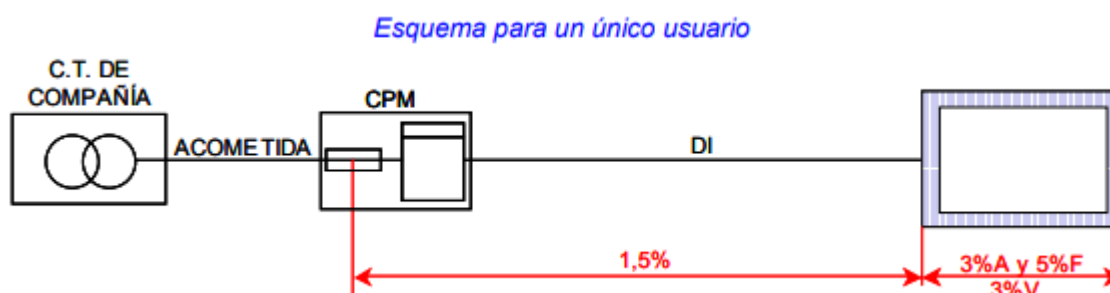 Esquema para un único usuario
C.T. DE
COMPAÑÍA
ACOMETIDA
CPM
DI
1,5%
3%A y 5%F
3%V